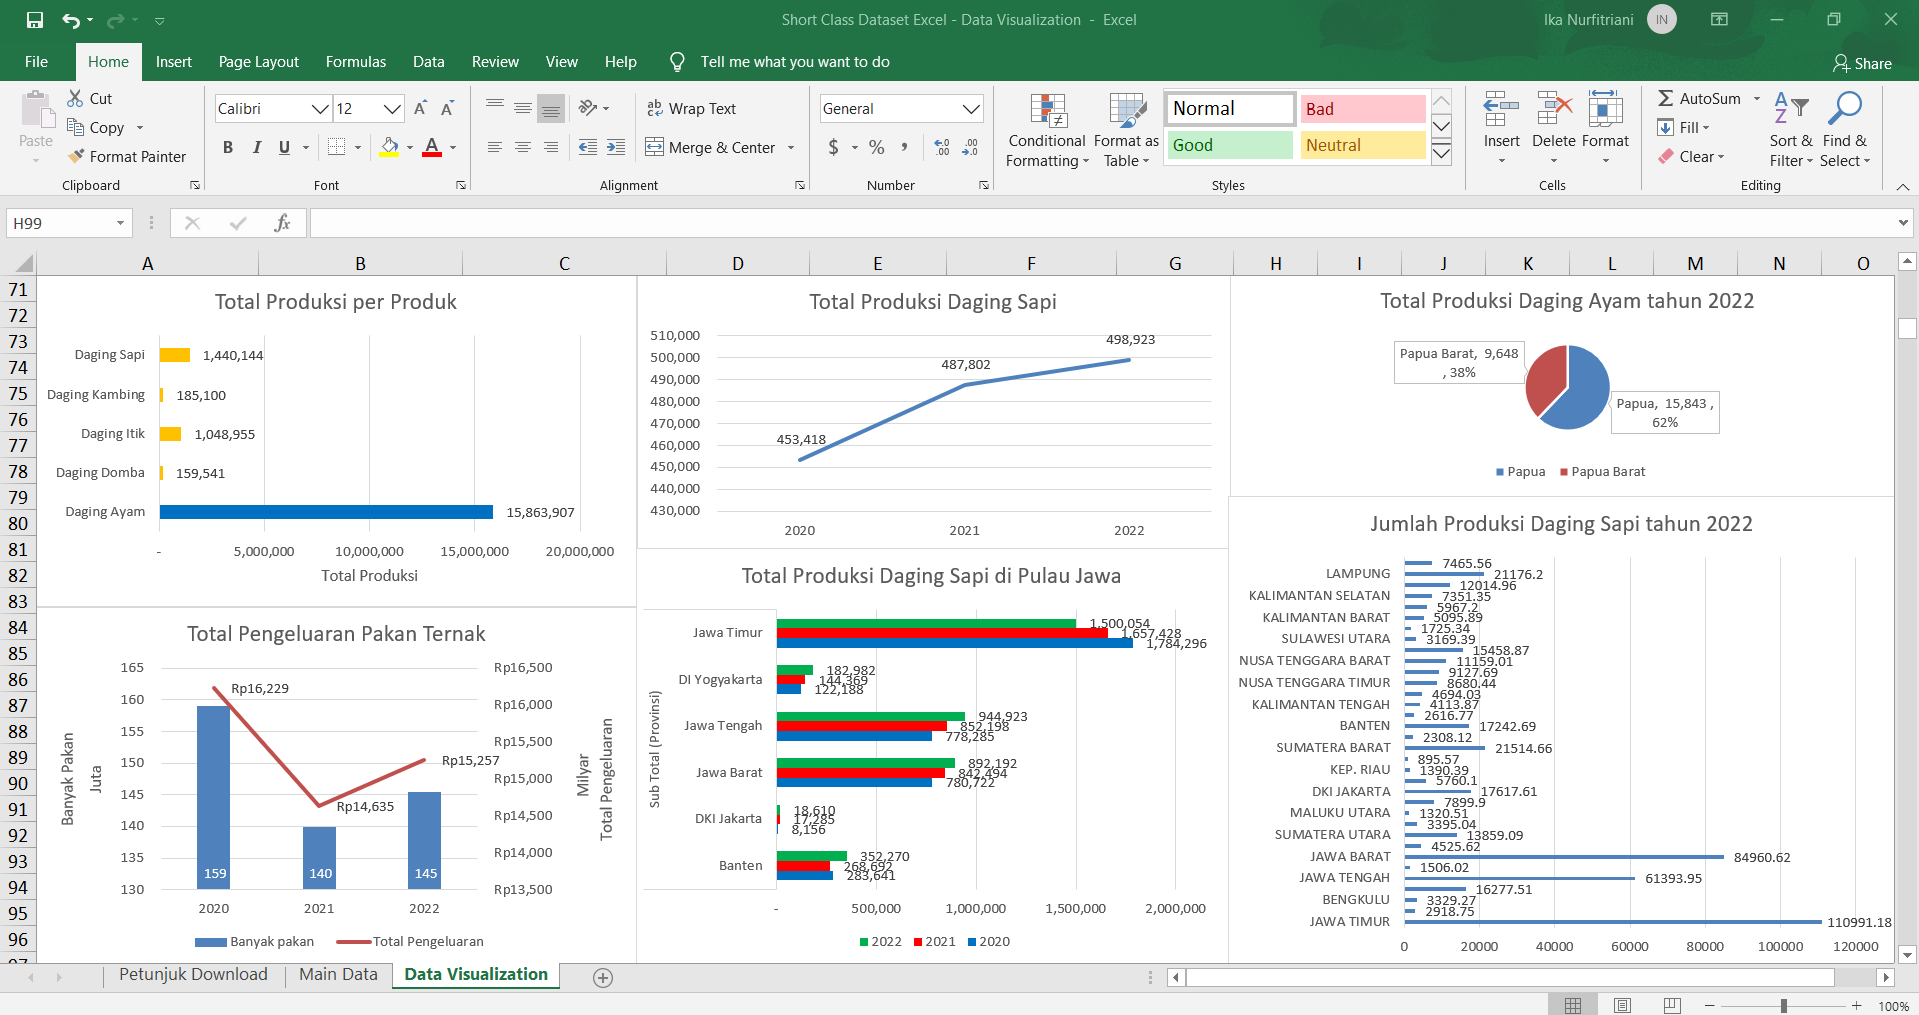 Short Class Dataset Excel - Data Visualization - Excel
Ika Nurfitriani IN
File Home Insert Page Layout Formulas Data Review View Help Tell me what you want to do
Share
Paste
Cut
Copy
Format Painter
Clipboard
Calibri 12
B I U
Font
Wrap Text
Merge & Center
Alignment
General
$ %
Number
Conditional Formatting
Format as Table
Normal Bad
Good Neutral
Styles
Insert Delete Format
Cells
AutoSum
Fill
Clear
Sort & Filter
Find & Select
Editing
H99
fx
A B C D E F G H I J K L M N O
71
72
73
74
75
76
77
78
79
80
81
82
83
84
85
86
87
88
89
90
91
92
93
94
95
96
Total Produksi per Produk
Daging Sapi 1,440,144
Daging Kambing 185,100
Daging Itik 1,048,955
Daging Domba 159,541
Daging Ayam 15,863,907
- 5,000,000 10,000,000 15,000,000 20,000,000
Total Produksi
Total Produksi Daging Sapi
510,000
500,000
490,000
480,000
470,000
460,000
450,000
440,000
430,000
453,418
487,802
498,923
2020 2021 2022
Total Produksi Daging Ayam tahun 2022
Papua Barat, 9,648
, 38%
Papua, 15,843 ,
62%
Papua Papua Barat
Total Pengeluaran Pakan Ternak
Banyak Pakan
Juta
165
160
155
150
145
140
135
130
Rp16,229
Rp14,635
Rp15,257
159 140 145
2020 2021 2022
Rp16,500
Rp16,000
Rp15,500
Rp15,000
Rp14,500
Rp14,000
Rp13,500
Milyar
Total Pengeluaran
Banyak pakan Total Pengeluaran
Total Produksi Daging Sapi di Pulau Jawa
Sub Total (Provinsi)
Jawa Timur 1,500,054
1,657,428
1,784,296
DI Yogyakarta 182,982
144,369
122,188
Jawa Tengah 944,923
852,198
778,285
Jawa Barat 892,192
842,494
780,722
DKI Jakarta 18,610
17,285
8,156
Banten 352,270
268,692
283,641
- 500,000 1,000,000 1,500,000 2,000,000
2022 2021 2020
Jumlah Produksi Daging Sapi tahun 2022
7465.56
LAMPUNG 21176.2
12014.96
KALIMANTAN SELATAN 7351.35
5967.2
KALIMANTAN BARAT 5095.89
1725.34
SULAWESI UTARA 3169.39
15458.87
NUSA TENGGARA BARAT 11159.01
9127.69
NUSA TENGGARA TIMUR 8680.44
4694.03
KALIMANTAN TENGAH 4113.87
2616.77
BANTEN 17242.69
2308.12
SUMATERA BARAT 21514.66
895.57
KEP. RIAU 1390.39
5760.1
DKI JAKARTA 17617.61
7899.9
MALUKU UTARA 1320.51
3395.04
SUMATERA UTARA 13859.09
4525.62
JAWA BARAT 84960.62
1506.02
JAWA TENGAH 61393.95
16277.51
BENGKULU 3329.27
2918.75
JAWA TIMUR 110991.18
0 20000 40000 60000 80000 100000 120000
Petunjuk Download Main Data Data Visualization
100%